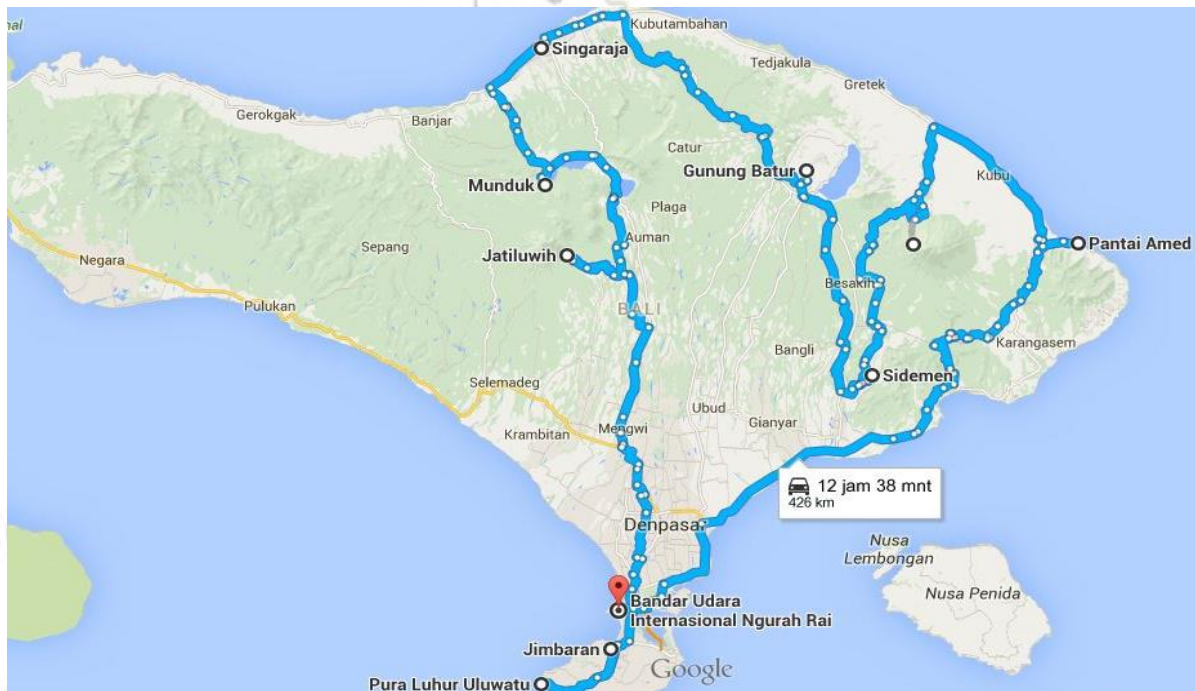 Kubutambahan
Singaraja
Tedjakula
Gretek
Gerokgak
Banjar
Catur
Gunung Batur
Kubu
Munduk
Plaga
Auman
Pantai Amed
Sepang
Jatiluwih
Negara
Besakih
Pulukan
BALI
Karangasem
Bangli
Sidemen
Selemadeg
Ubud
Gianyar
Krambitan
Mengwi
12 jam 38 mnt
426 km
Denpasar
Nusa
Lembongan
Nusa Penida
Bandar Udara
Internasional Ngurah Rai
Jimbaran
Google
Pura Luhur Uluwatu